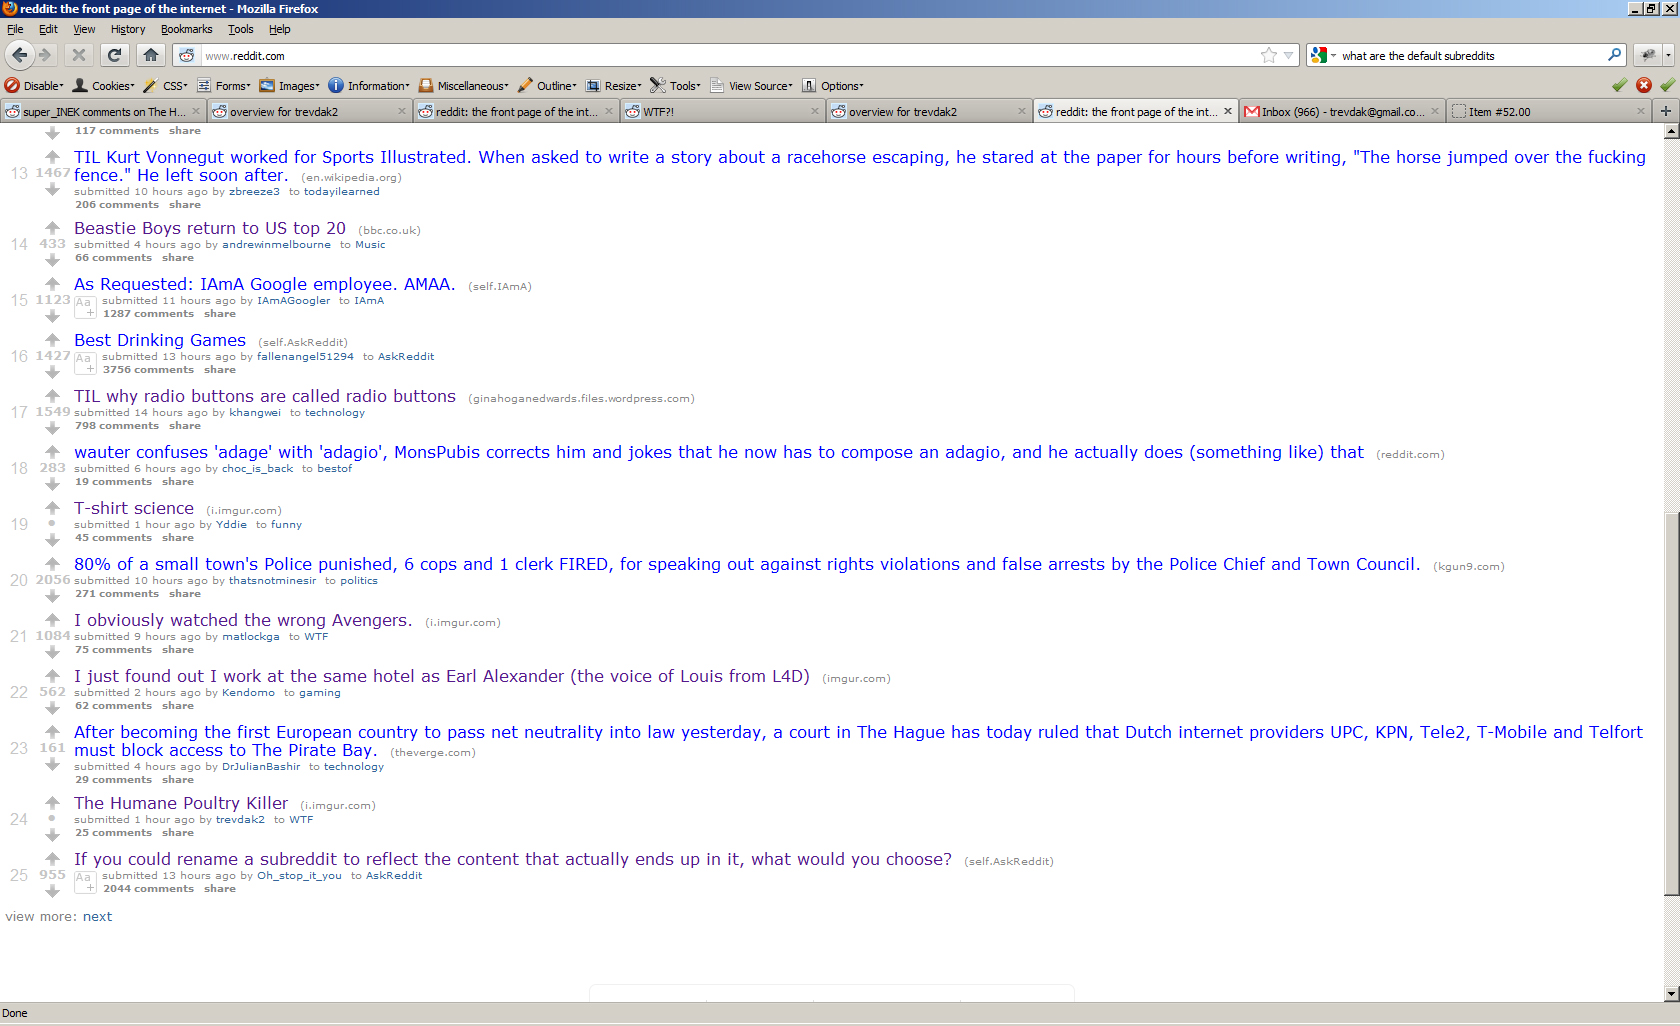 reddit: the front page of the internet - Mozilla Firefox
File Edit View History Bookmarks Tools Help
www.reddit.com what are the default subreddits
Disable Cookies CSS Forms Images Information Miscellaneous Outline Resize Tools View Source Options
super_INEK comments on The H... overview for trevdak2 reddit: the front page of the int... WTF?! overview for trevdak2 reddit: the front page of the int... Inbox (966) - trevdak@gmail.co... Item #52.00
117 comments share
13 1467 TIL Kurt Vonnegut worked for Sports Illustrated. When asked to write a story about a racehorse escaping, he stared at the paper for hours before writing, "The horse jumped over the fucking
fence." He left soon after. (en.wikipedia.org)
submitted 10 hours ago by zbreeze3 to todayilearned
206 comments share
Beastie Boys return to US top 20 (bbc.co.uk)
14 433 submitted 4 hours ago by andrewinmelbourne to Music
66 comments share
As Requested: IAmA Google employee. AMAA. (self.IAmA)
15 1123 Aa + submitted 11 hours ago by IAmAGoogler to IAmA
1287 comments share
Best Drinking Games (self.AskReddit)
16 1427 Aa + submitted 13 hours ago by fallenangel51294 to AskReddit
3756 comments share
TIL why radio buttons are called radio buttons (ginahoganedwards.files.wordpress.com)
17 1549 submitted 14 hours ago by khangwei to technology
798 comments share
wauter confuses 'adage' with 'adagio', MonsPubis corrects him and jokes that he now has to compose an adagio, and he actually does (something like) that (reddit.com)
18 283 submitted 6 hours ago by choc_is_back to bestof
19 comments share
T-shirt science (i.imgur.com)
19 • submitted 1 hour ago by Yddie to funny
45 comments share
80% of a small town's Police punished, 6 cops and 1 clerk FIRED, for speaking out against rights violations and false arrests by the Police Chief and Town Council. (kgun9.com)
20 2056 submitted 10 hours ago by thatsnotminesir to politics
271 comments share
I obviously watched the wrong Avengers. (i.imgur.com)
21 1084 submitted 9 hours ago by matlockga to WTF
75 comments share
I just found out I work at the same hotel as Earl Alexander (the voice of Louis from L4D) (imgur.com)
22 562 submitted 2 hours ago by Kendomo to gaming
62 comments share
After becoming the first European country to pass net neutrality into law yesterday, a court in The Hague has today ruled that Dutch internet providers UPC, KPN, Tele2, T-Mobile and Telfort
23 161 must block access to The Pirate Bay. (theverge.com)
submitted 4 hours ago by DrJulianBashir to technology
29 comments share
The Humane Poultry Killer (i.imgur.com)
24 • submitted 1 hour ago by trevdak2 to WTF
25 comments share
If you could rename a subreddit to reflect the content that actually ends up in it, what would you choose? (self.AskReddit)
25 955 Aa + submitted 13 hours ago by Oh_stop_it_you to AskReddit
2044 comments share
view more: next
Done